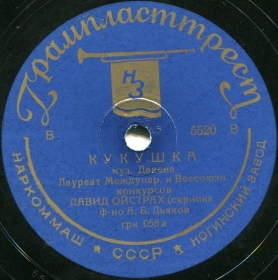 Грампласттрест
НЗ
В 5520 В
КУКУШКА
Муз. Дакена
Лауреат Междунар. и Всесоюзн.
конкурсов
ДАВИД ОЙСТРАХ (скрипка
ф-но А. Б. Дьяков
грк 656а
НАРКОММАШ ☆ СССР ☆ НОГИНСКИЙ ЗАВОД